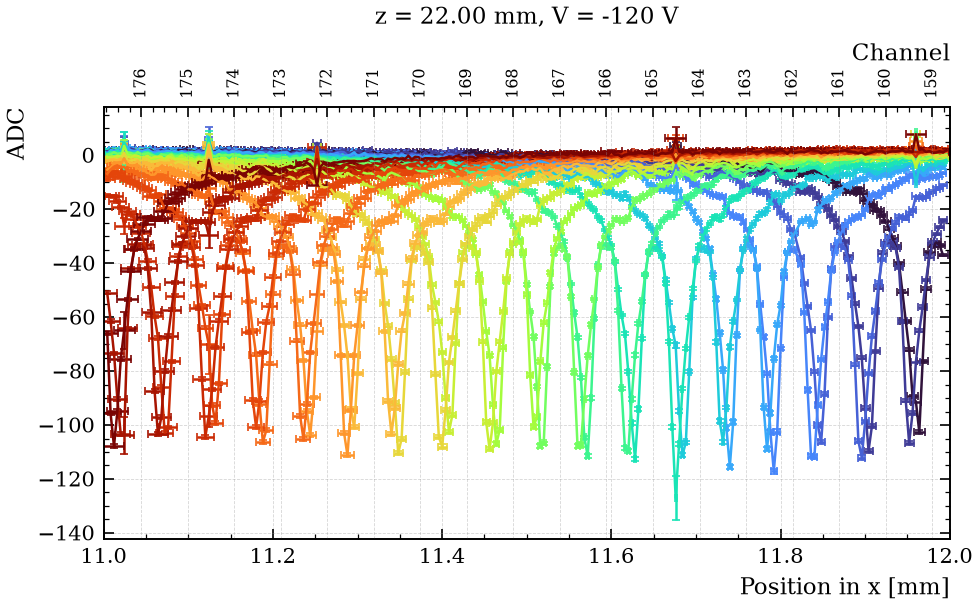 z = 22.00 mm, V = -120 V
Channel
176 175 174 173 172 171 170 169 168 167 166 165 164 163 162 161 160 159
ADC
0
−20
−40
−60
−80
−100
−120
−140
11.0 11.2 11.4 11.6 11.8 12.0
Position in x [mm]